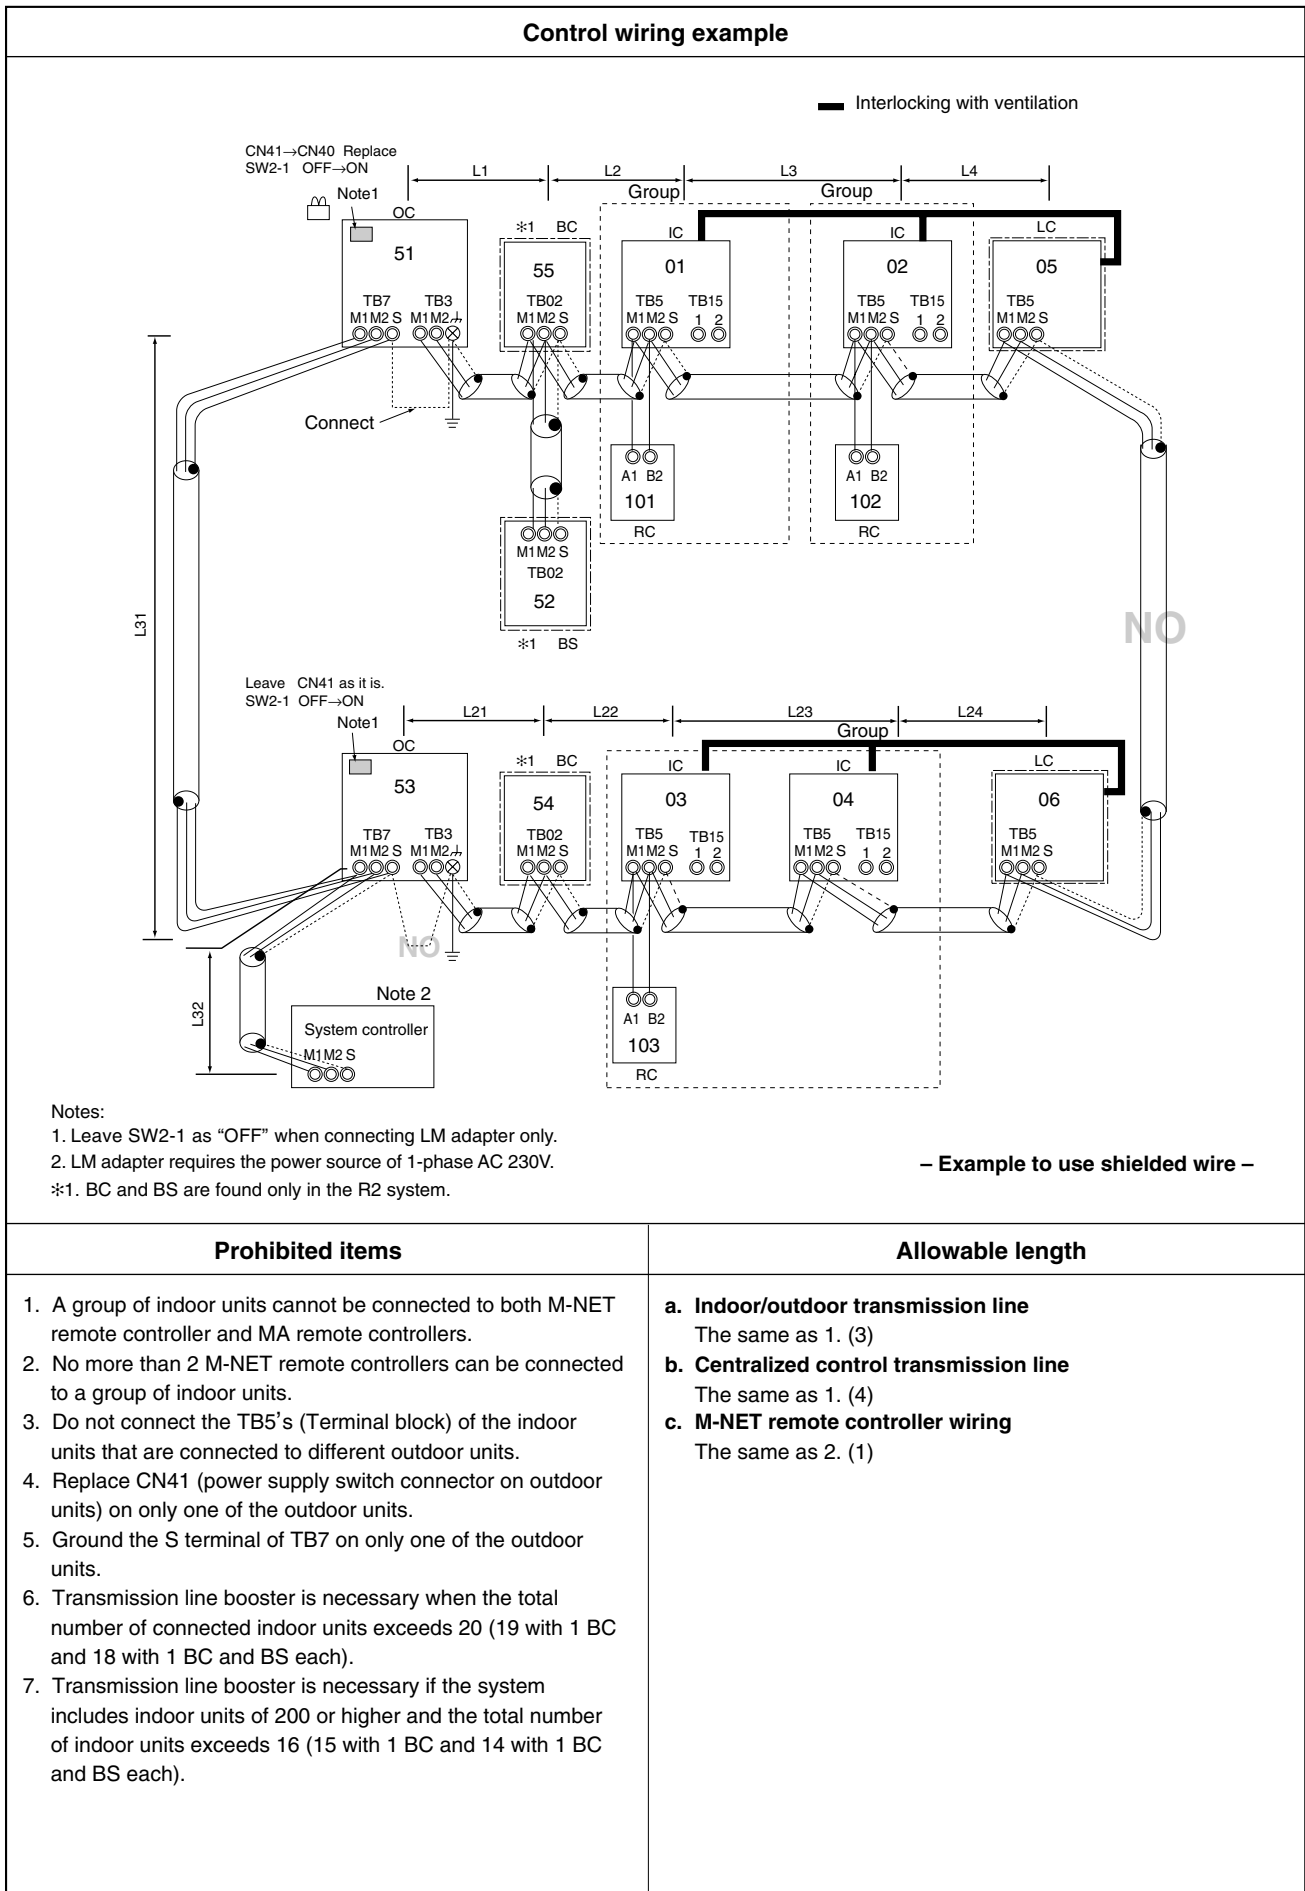 Control wiring example
Interlocking with ventilation
CN41→CN40 Replace
SW2-1 OFF→ON
Note1
L1 L2 L3 L4
Group Group
OC ✻1 BC IC IC LC
51 55 01 02 05
TB7 TB3 TB02 TB5 TB15 TB5 TB15 TB5
M1M2 S M1M2 M1M2 S M1M2 S 1 2 M1M2 S 1 2 M1M2 S
Connect
A1 B2 A1 B2
101 102
RC RC
M1M2 S
TB02
52
✻1 BS
L31
NO
Leave CN41 as it is.
SW2-1 OFF→ON
Note1
L21 L22 L23 L24
Group
OC ✻1 BC IC IC LC
53 54 03 04 06
TB7 TB3 TB02 TB5 TB15 TB5 TB15 TB5
M1M2 S M1M2 M1M2 S M1M2 S 1 2 M1M2 S 1 2 M1M2 S
NO
L32
Note 2
System controller
M1M2 S
A1 B2
103
RC
Notes:
1. Leave SW2-1 as “OFF” when connecting LM adapter only.
2. LM adapter requires the power source of 1-phase AC 230V.
✻1. BC and BS are found only in the R2 system.
– Example to use shielded wire –
Prohibited items
1. A group of indoor units cannot be connected to both M-NET
remote controller and MA remote controllers.
2. No more than 2 M-NET remote controllers can be connected
to a group of indoor units.
3. Do not connect the TB5’s (Terminal block) of the indoor
units that are connected to different outdoor units.
4. Replace CN41 (power supply switch connector on outdoor
units) on only one of the outdoor units.
5. Ground the S terminal of TB7 on only one of the outdoor
units.
6. Transmission line booster is necessary when the total
number of connected indoor units exceeds 20 (19 with 1 BC
and 18 with 1 BC and BS each).
7. Transmission line booster is necessary if the system
includes indoor units of 200 or higher and the total number
of indoor units exceeds 16 (15 with 1 BC and 14 with 1 BC
and BS each).
Allowable length
a. Indoor/outdoor transmission line
The same as 1. (3)
b. Centralized control transmission line
The same as 1. (4)
c. M-NET remote controller wiring
The same as 2. (1)